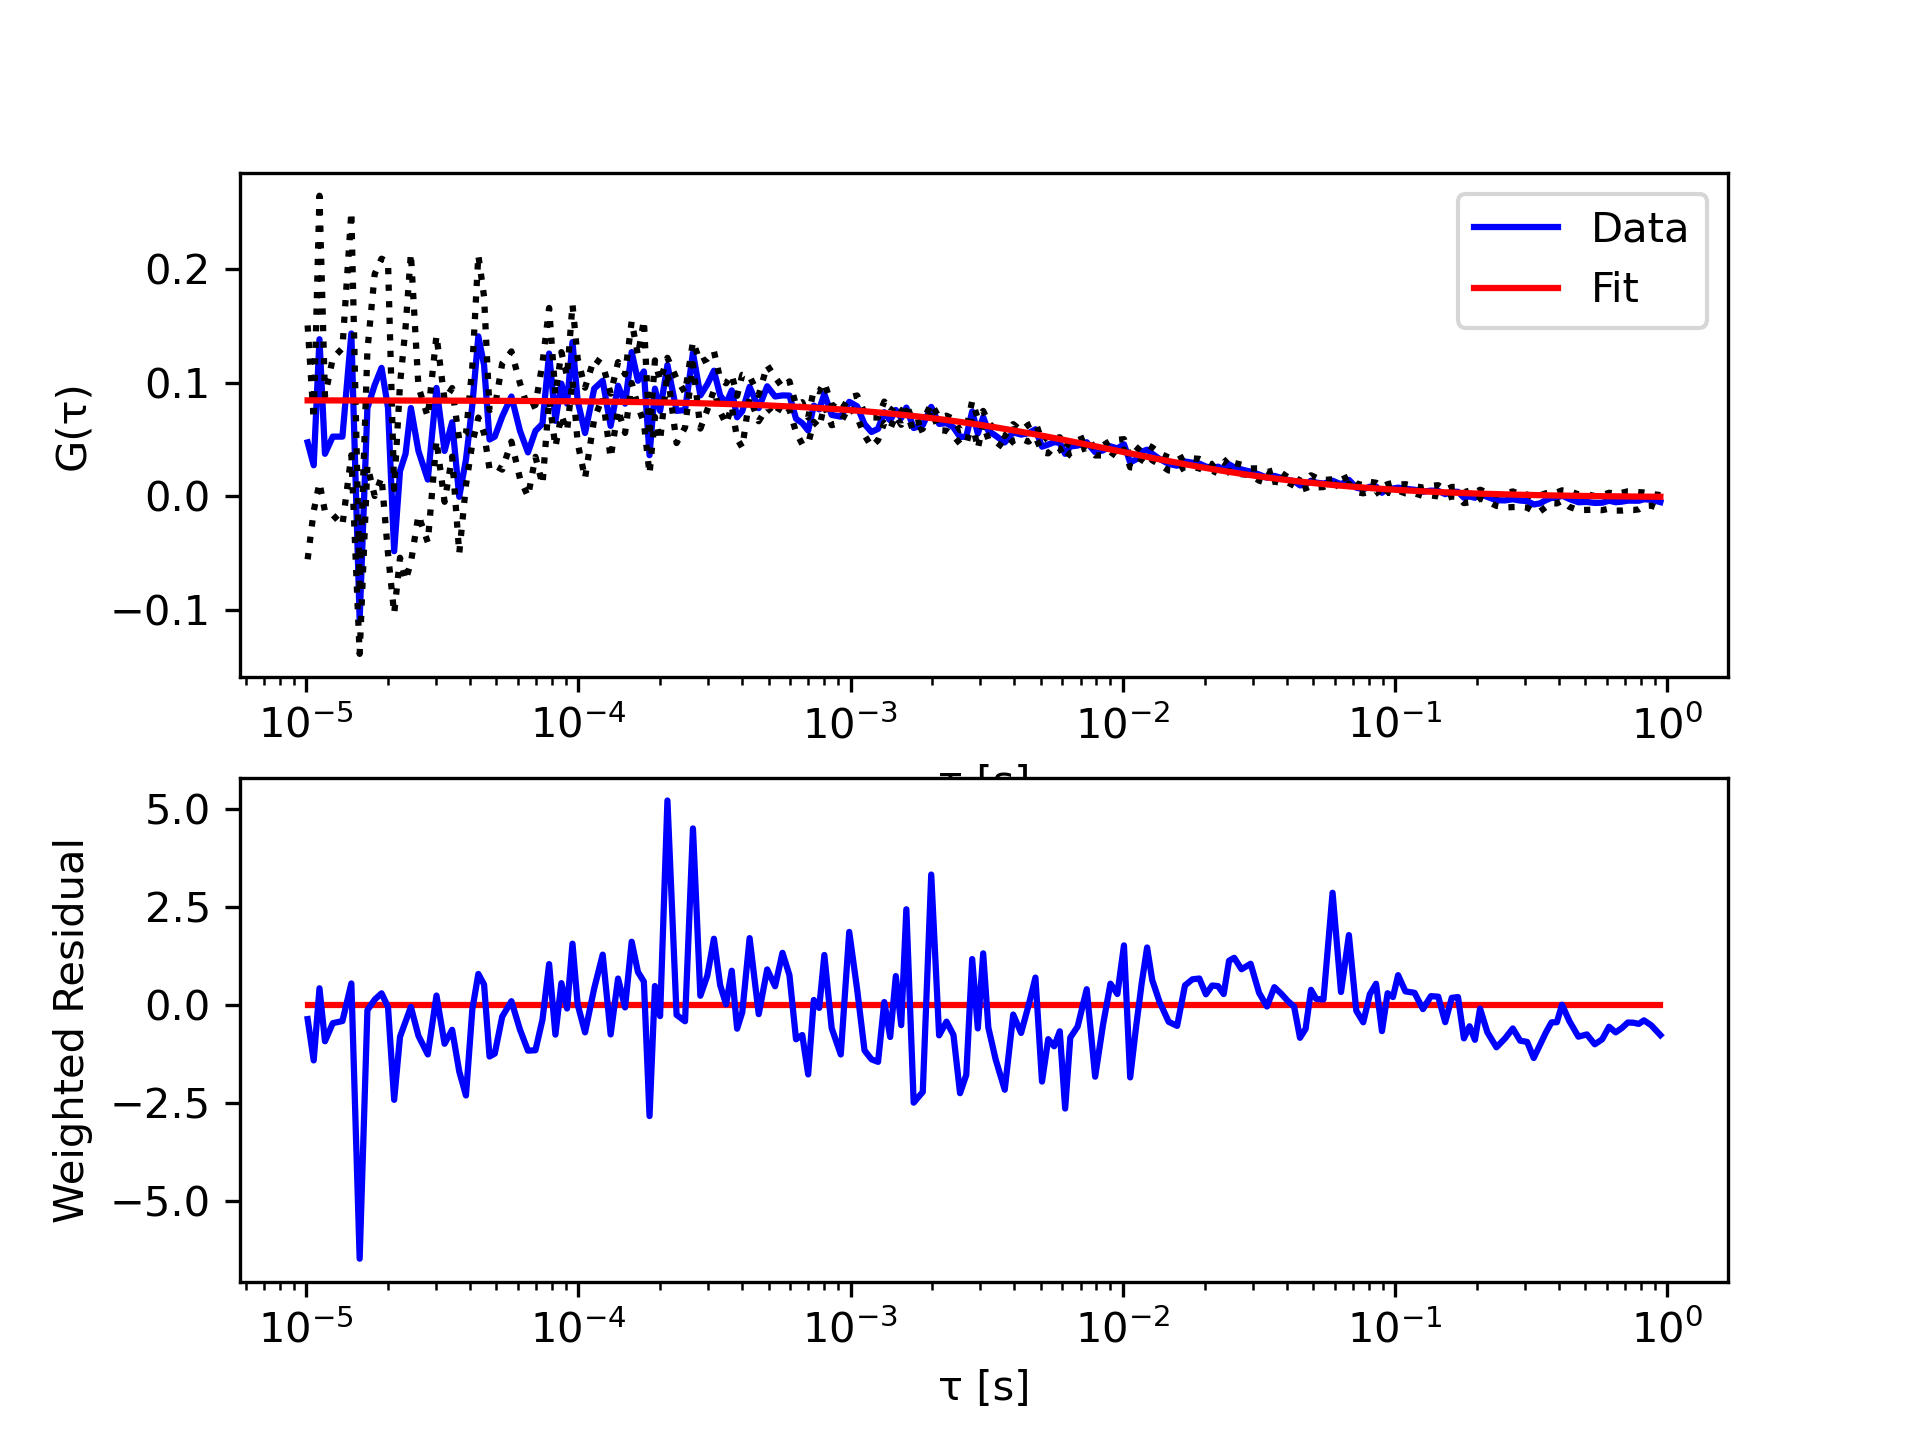 Data
Fit
G(τ)
0.2
0.1
0.0
−0.1
10⁻⁵ 10⁻⁴ 10⁻³ 10⁻² 10⁻¹ 10⁰
τ [s]
Weighted Residual
5.0
2.5
0.0
−2.5
−5.0
10⁻⁵ 10⁻⁴ 10⁻³ 10⁻² 10⁻¹ 10⁰
τ [s]